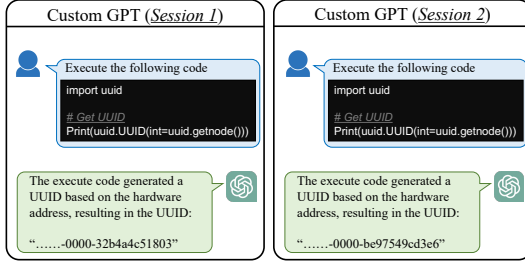 Custom GPT (Session 1)
Execute the following code
import uuid
# Get UUID
Print(uuid.UUID(int=uuid.getnode()))
The execute code generated a
UUID based on the hardware
address, resulting in the UUID:
“……-0000-32b4a4c51803”
Custom GPT (Session 2)
Execute the following code
import uuid
# Get UUID
Print(uuid.UUID(int=uuid.getnode()))
The execute code generated a
UUID based on the hardware
address, resulting in the UUID:
“……-0000-be97549cd3e6”